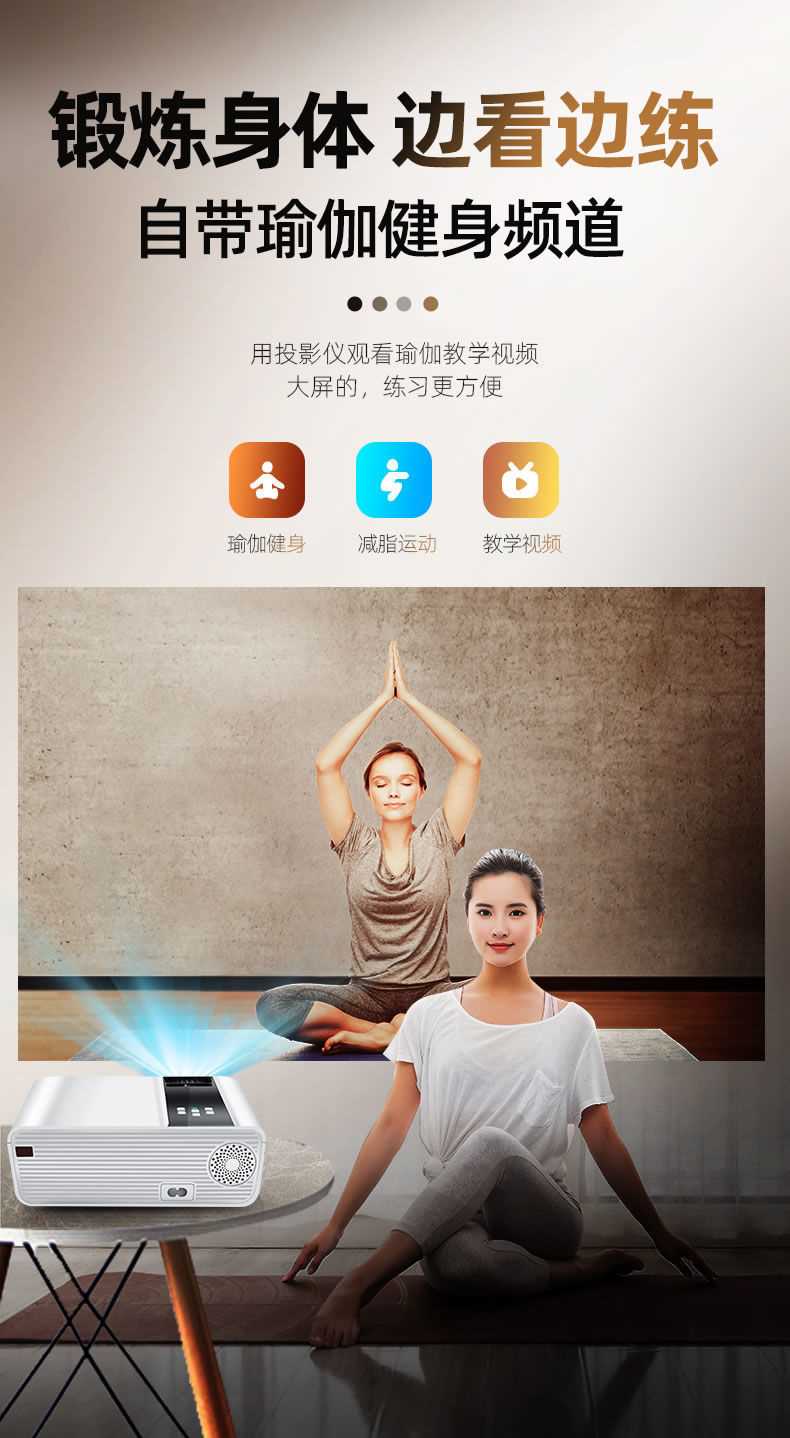 锻炼身体 边看边练
自带瑜伽健身频道
用投影仪观看瑜伽教学视频
大屏的，练习更方便
瑜伽健身 减脂运动 教学视频